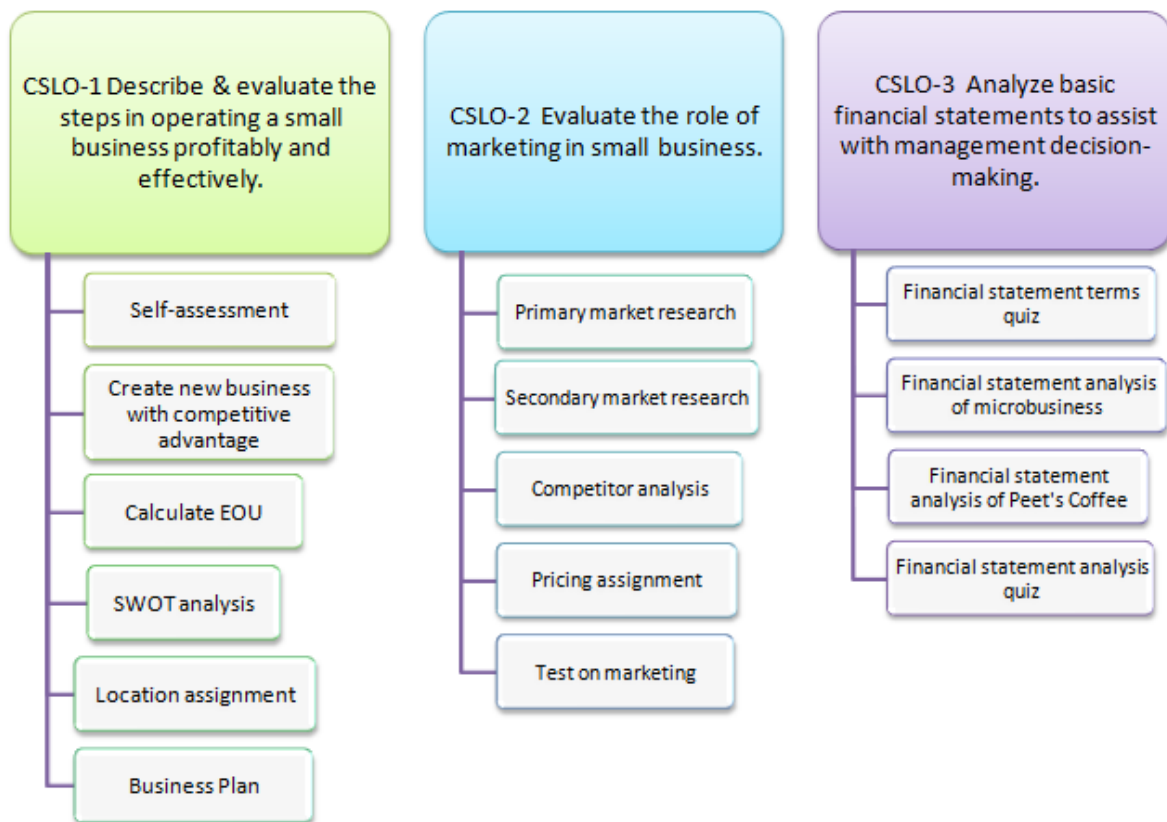 CSLO-1 Describe & evaluate the
steps in operating a small
business profitably and
effectively.
Self-assessment
Create new business
with competitive
advantage
Calculate EOU
SWOT analysis
Location assignment
Business Plan
CSLO-2 Evaluate the role of
marketing in small business.
Primary market research
Secondary market research
Competitor analysis
Pricing assignment
Test on marketing
CSLO-3 Analyze basic
financial statements to assist
with management decision-
making.
Financial statement terms
quiz
Financial statement analysis
of microbusiness
Financial statement
analysis of Peet's Coffee
Financial statement analysis
quiz